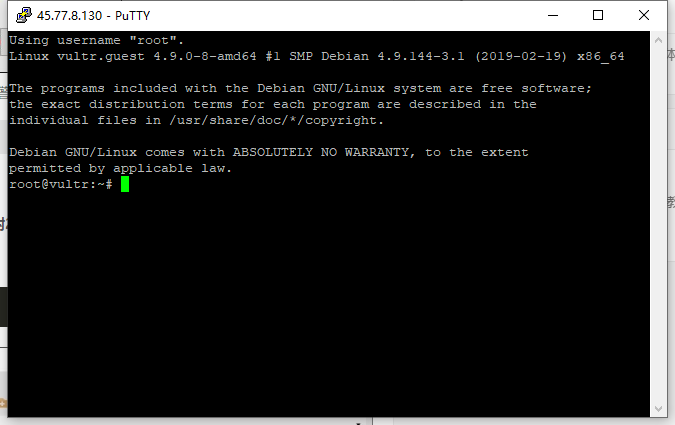 45.77.8.130 - PuTTY
Using username "root".
Linux vultr.guest 4.9.0-8-amd64 #1 SMP Debian 4.9.144-3.1 (2019-02-19) x86_64
The programs included with the Debian GNU/Linux system are free software;
the exact distribution terms for each program are described in the
individual files in /usr/share/doc/*/copyright.
Debian GNU/Linux comes with ABSOLUTELY NO WARRANTY, to the extent
permitted by applicable law.
root@vultr:~#